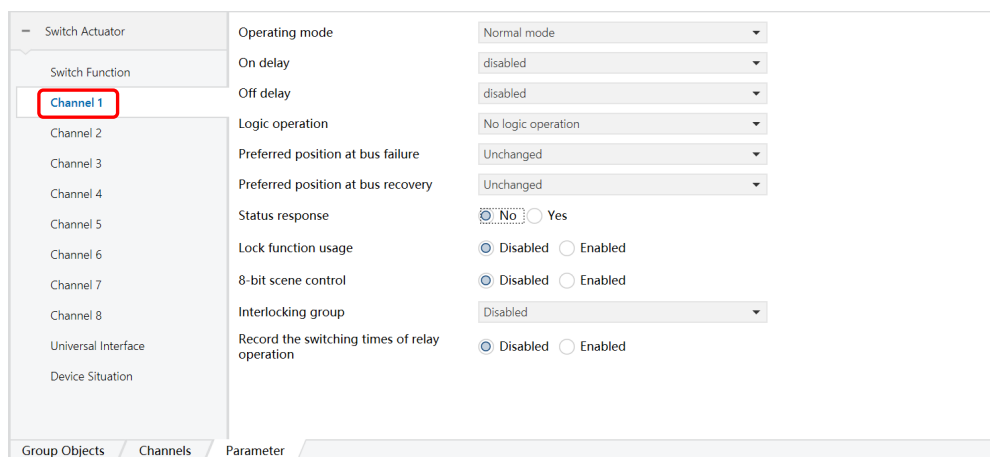 Switch Actuator
Switch Function
Channel 1
Channel 2
Channel 3
Channel 4
Channel 5
Channel 6
Channel 7
Channel 8
Universal Interface
Device Situation
Operating mode Normal mode
On delay disabled
Off delay disabled
Logic operation No logic operation
Preferred position at bus failure Unchanged
Preferred position at bus recovery Unchanged
Status response No Yes
Lock function usage Disabled Enabled
8-bit scene control Disabled Enabled
Interlocking group Disabled
Record the switching times of relay
operation Disabled Enabled
Group Objects Channels Parameter